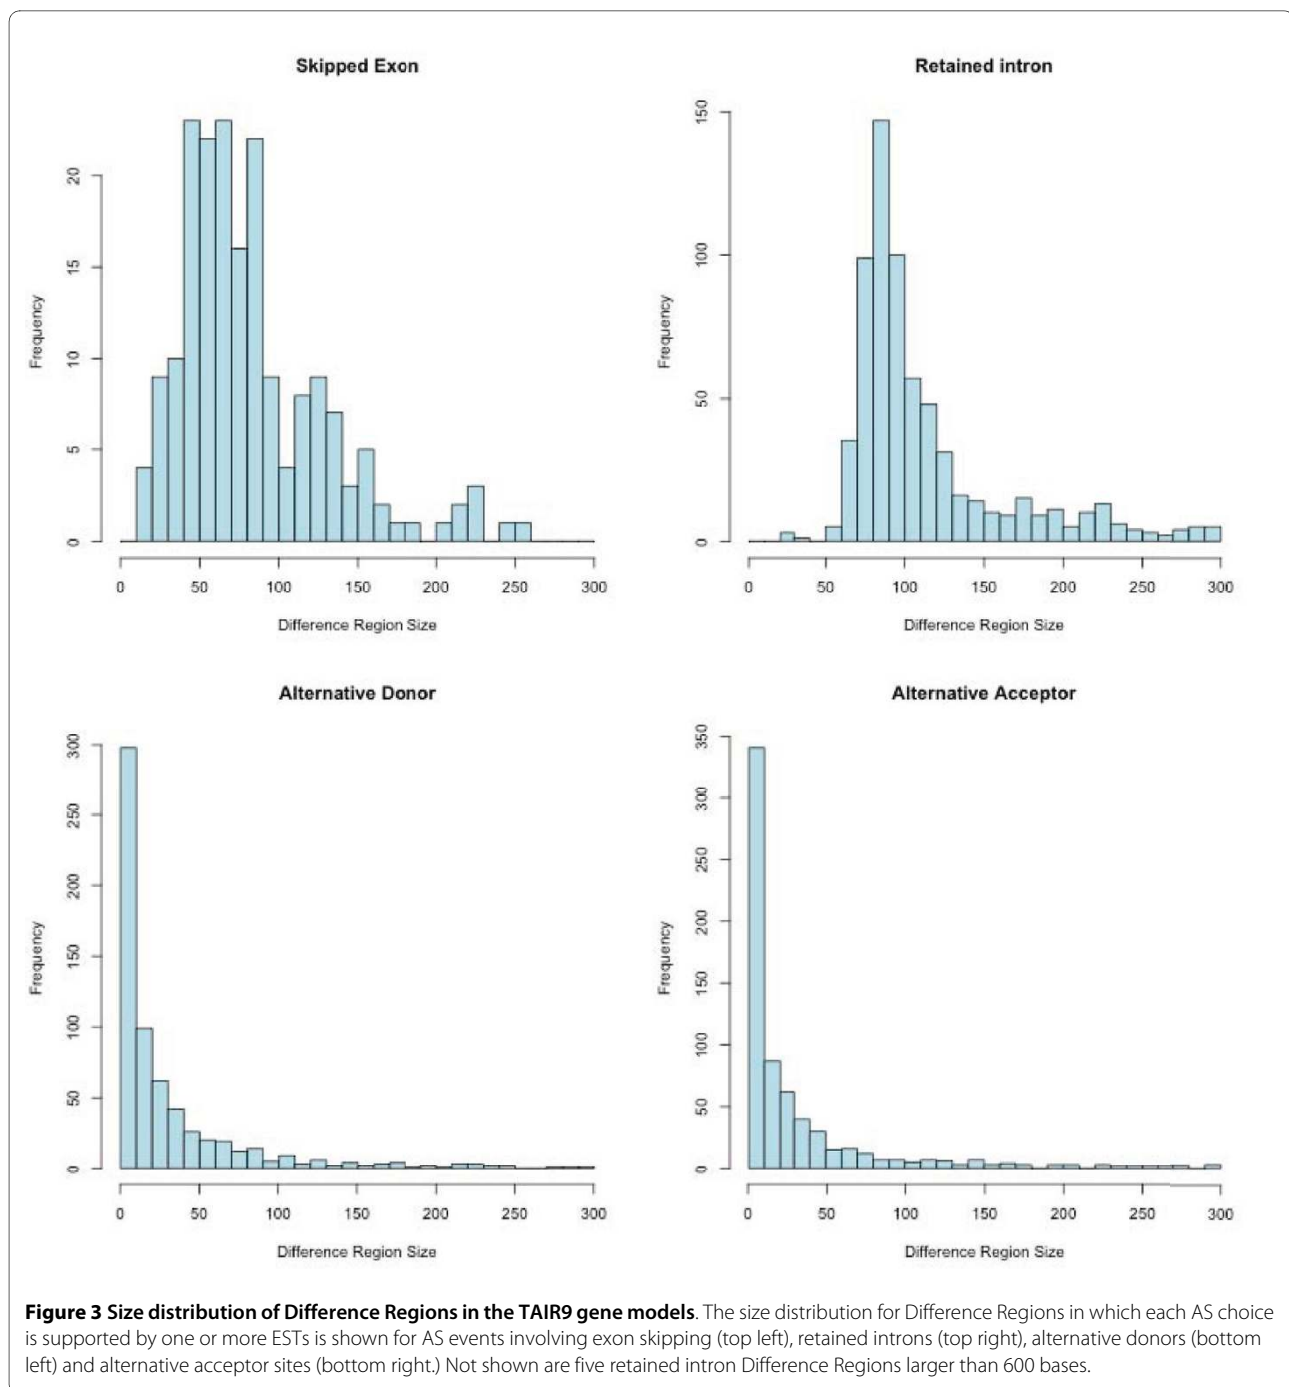 Skipped Exon
Frequency
0
5
10
15
20
0 50 100 150 200 250 300
Difference Region Size
Retained intron
Frequency
0
50
100
150
0 50 100 150 200 250 300
Difference Region Size
Alternative Donor
Frequency
0
50
100
150
200
250
300
0 50 100 150 200 250 300
Difference Region Size
Alternative Acceptor
Frequency
0
50
100
150
200
250
300
350
0 50 100 150 200 250 300
Difference Region Size
Figure 3 Size distribution of Difference Regions in the TAIR9 gene models. The size distribution for Difference Regions in which each AS choice
is supported by one or more ESTs is shown for AS events involving exon skipping (top left), retained introns (top right), alternative donors (bottom
left) and alternative acceptor sites (bottom right.) Not shown are five retained intron Difference Regions larger than 600 bases.